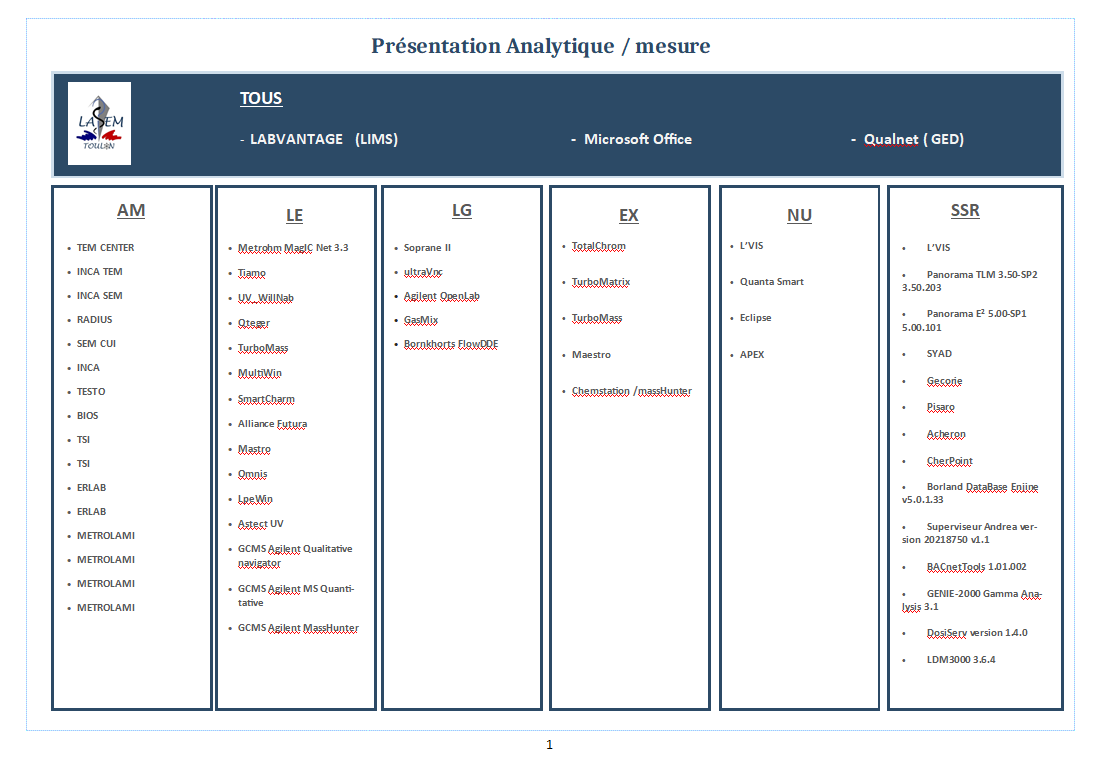 Présentation Analytique / mesure
LASEM
TOULON
TOUS
- LABVANTAGE (LIMS)
- Microsoft Office
- Qualnet ( GED)
AM
• TEM CENTER
• INCA TEM
• INCA SEM
• RADIUS
• SEM CUI
• INCA
• TESTO
• BIOS
• TSI
• TSI
• ERLAB
• ERLAB
• METROLAMI
• METROLAMI
• METROLAMI
• METROLAMI
LE
• Metrohm MagIC Net 3.3
• Tiamo
• UV_WillNab
• Qteger
• TurboMass
• MultiWin
• SmartCharm
• Alliance Futura
• Mastro
• Omnis
• LpeWin
• Astect UV
• GCMS Agilent Qualitative
navigator
• GCMS Agilent MS Quanti-
tative
• GCMS Agilent MassHunter
LG
• Soprane II
• ultraVnc
• Agilent OpenLab
• GasMix
• Bornkhorts FlowDDE
EX
• TotalChrom
• TurboMatrix
• TurboMass
• Maestro
• Chemstation /massHunter
NU
• L'VIS
• Quanta Smart
• Eclipse
• APEX
SSR
• L'VIS
• Panorama TLM 3.50-SP2
3.50.203
• Panorama E² 5.00-SP1
5.00.101
• SYAD
• Gecorie
• Pisaro
• Acheron
• CherPoint
• Borland DataBase Enjine
v5.0.1.33
• Superviseur Andrea ver-
sion 20218750 v1.1
• BACnetTools 1.01.002
• GENIE-2000 Gamma Ana-
lysis 3.1
• DosiServ version 1.4.0
• LDM3000 3.6.4
1